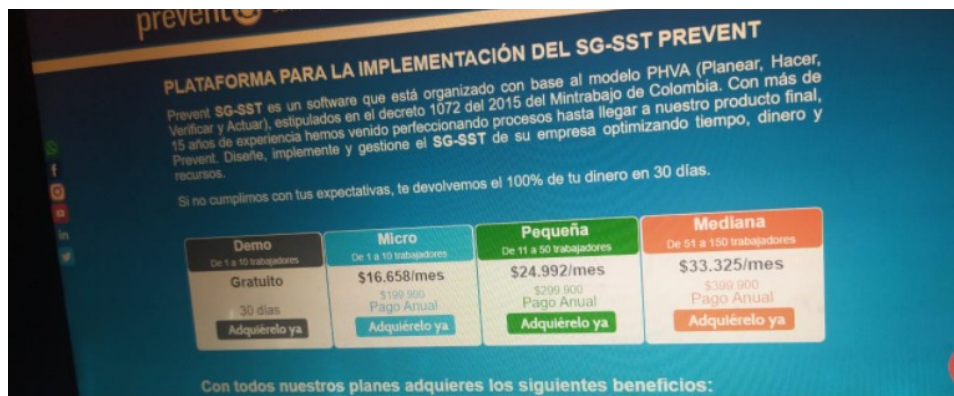 prevent
PLATAFORMA PARA LA IMPLEMENTACIÓN DEL SG-SST PREVENT
Prevent SG-SST es un software que está organizado con base al modelo PHVA (Planear, Hacer,
Verificar y Actuar), estipulados en el decreto 1072 del 2015 del Mintrabajo de Colombia. Con más de
15 años de experiencia hemos venido perfeccionando procesos hasta llegar a nuestro producto final,
Prevent. Diseñe, implemente y gestione el SG-SST de su empresa optimizando tiempo, dinero y
recursos.
Si no cumplimos con tus expectativas, te devolvemos el 100% de tu dinero en 30 días.
Demo
De 1 a 10 trabajadores
Gratuito
30 días
Adquiérelo ya
Micro
De 1 a 10 trabajadores
$16.658/mes
$199.900
Pago Anual
Adquiérelo ya
Pequeña
De 11 a 50 trabajadores
$24.992/mes
$299.900
Pago Anual
Adquiérelo ya
Mediana
De 51 a 150 trabajadores
$33.325/mes
$399.900
Pago Anual
Adquiérelo ya
Con todos nuestros planes adquieres los siguientes beneficios: